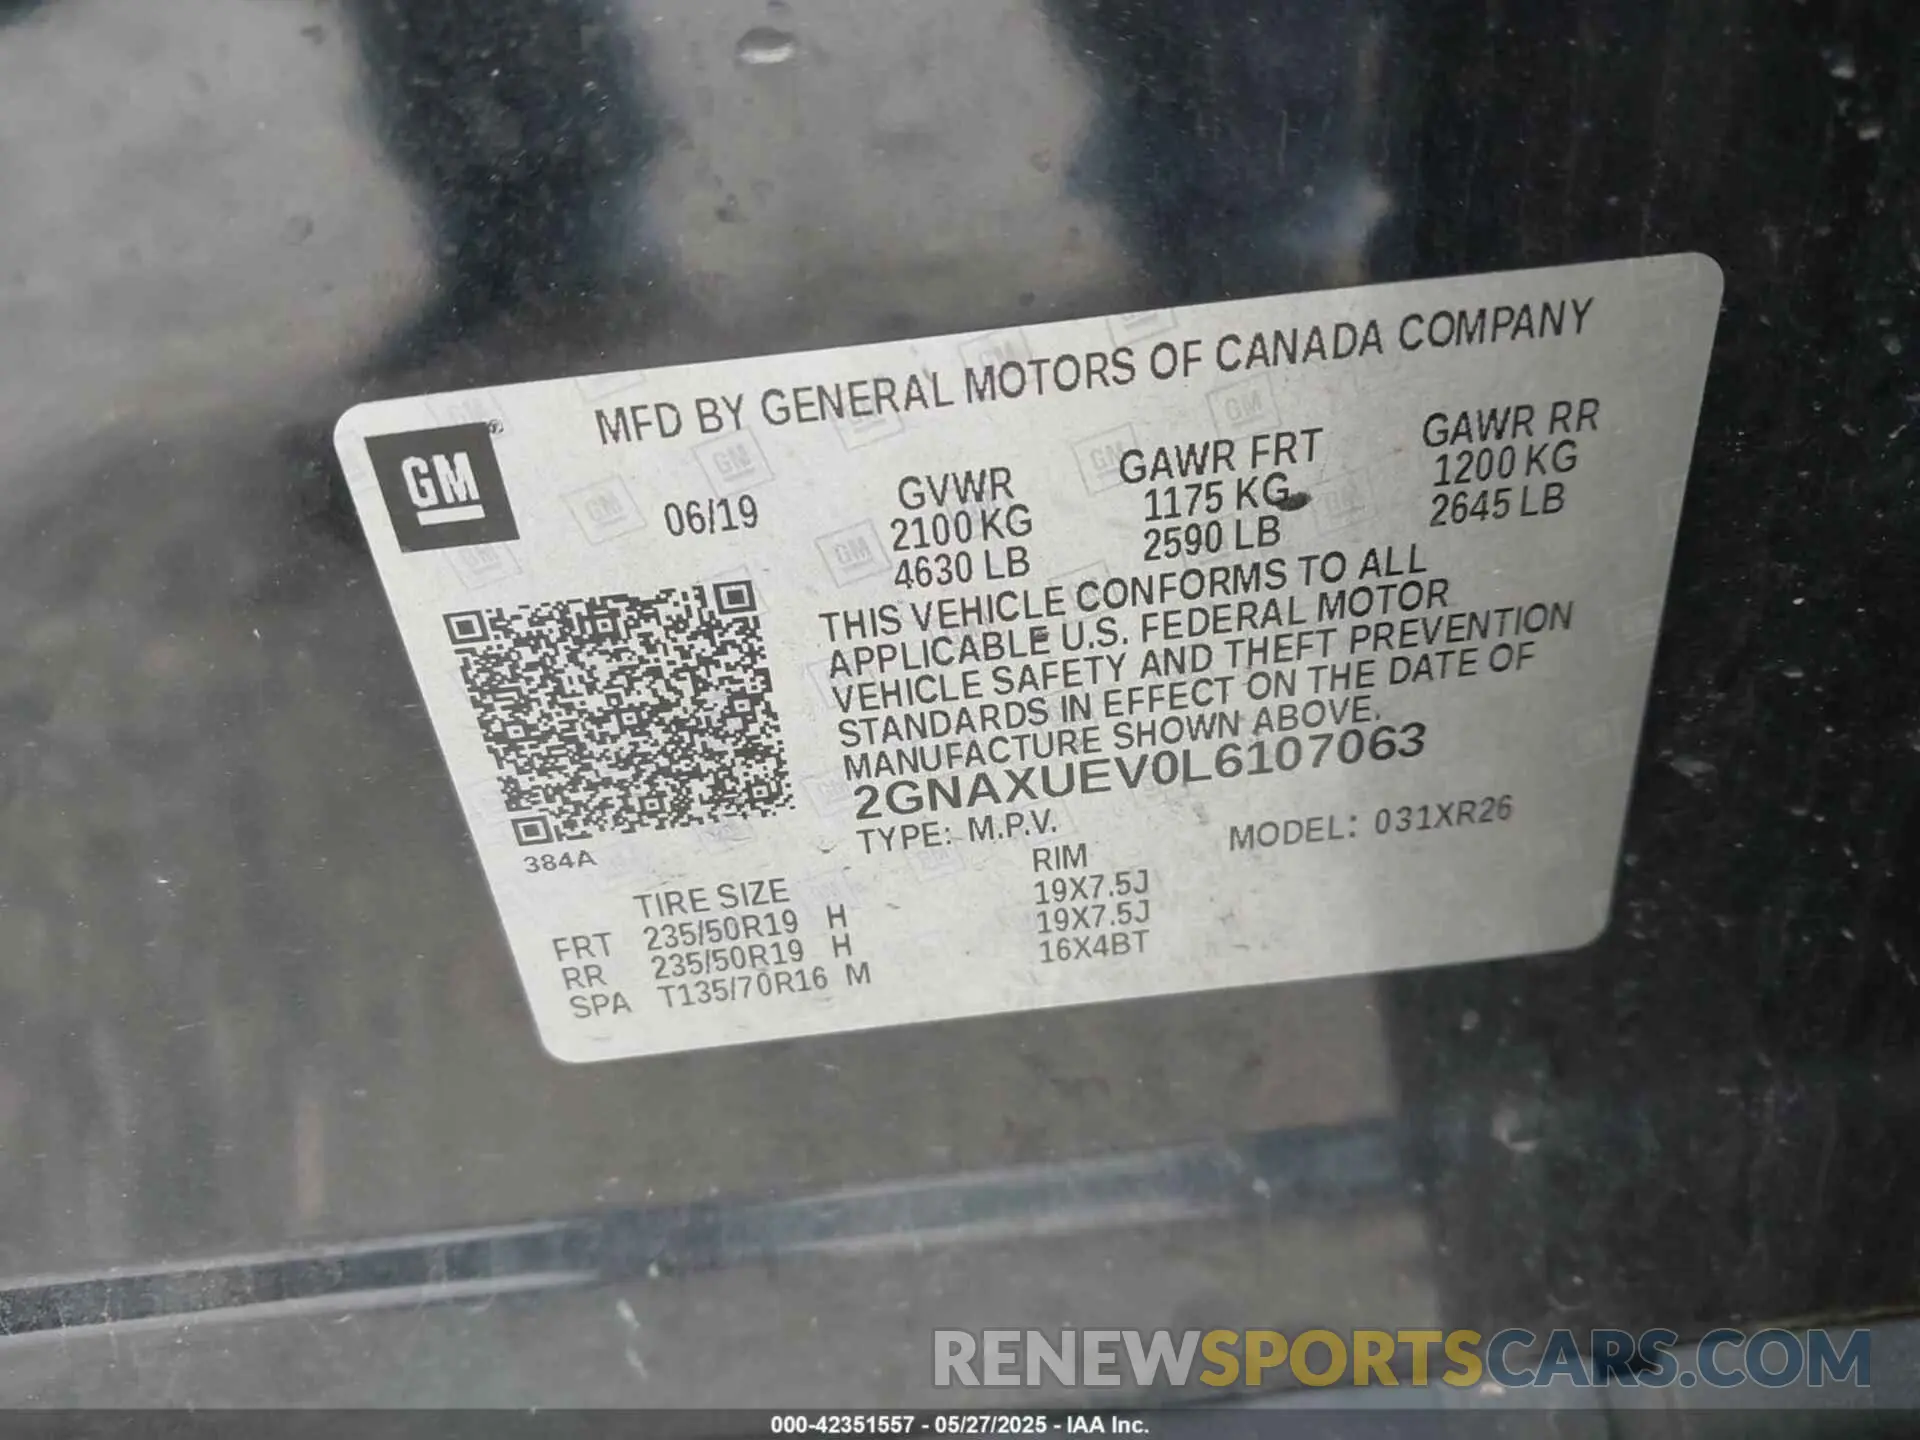 MFD BY GENERAL MOTORS OF CANADA COMPANY
GM®
06/19
GVWR
2100 KG
4630 LB
GAWR FRT
1175 KG
2590 LB
GAWR RR
1200 KG
2645 LB
THIS VEHICLE CONFORMS TO ALL
APPLICABLE U.S. FEDERAL MOTOR
VEHICLE SAFETY AND THEFT PREVENTION
STANDARDS IN EFFECT ON THE DATE OF
MANUFACTURE SHOWN ABOVE.
2GNAXUEV0L6107063
TYPE: M.P.V. MODEL: 031XR26
384A
TIRE SIZE RIM
FRT 235/50R19 H 19X7.5J
RR 235/50R19 H 19X7.5J
SPA T135/70R16 M 16X4BT
RENEWSPORTSCARS.COM
000-42351557 - 05/27/2025 - IAA Inc.